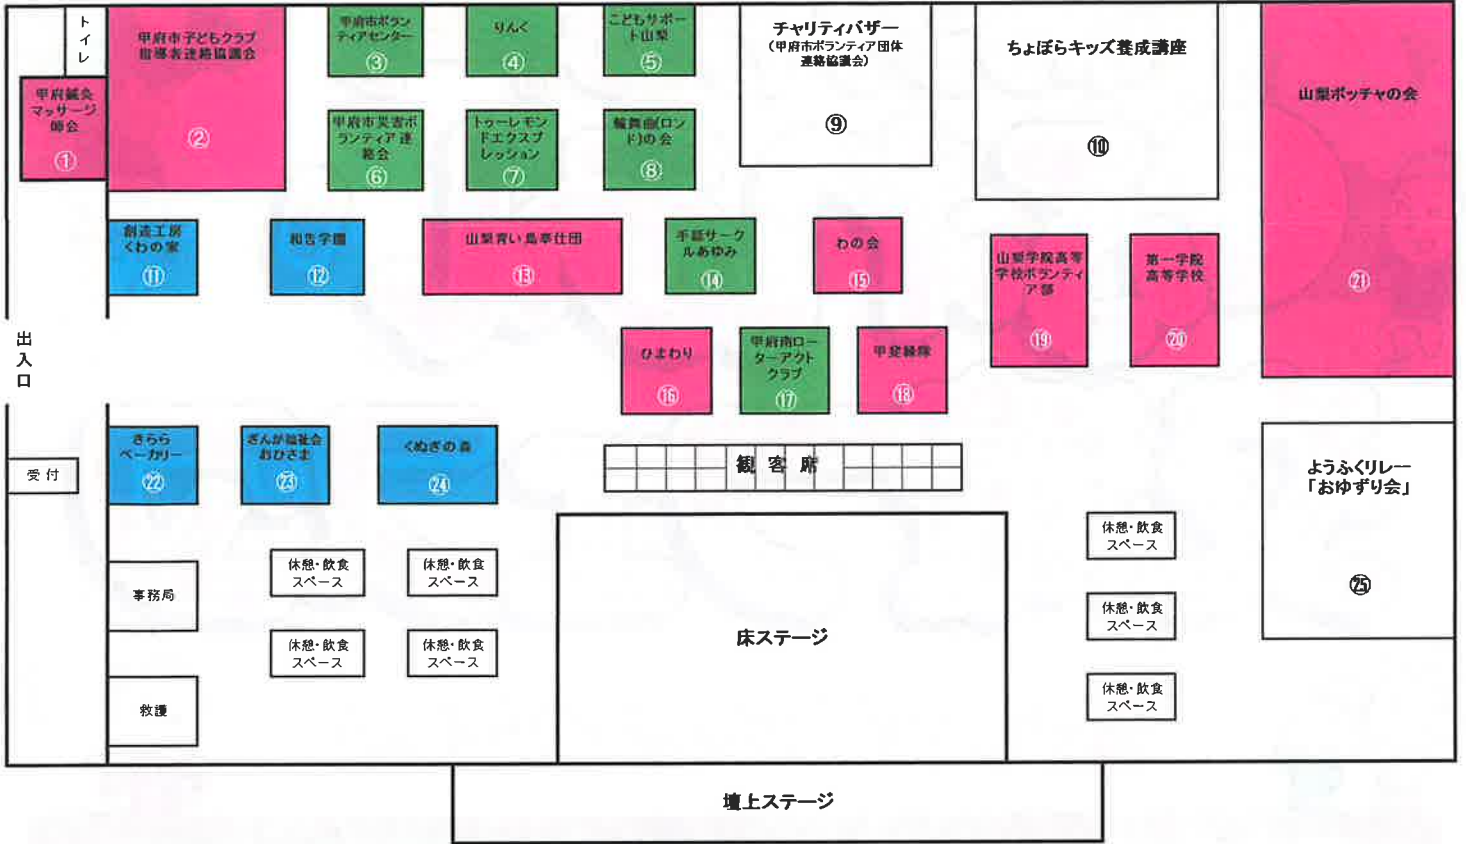 トイレ
甲府鍼灸
マッサージ
師会
①
甲府市子どもクラブ
指導者連絡協議会
②
甲府市ボラン
ティアセンター
③
りんく
④
こどもサポー
ト山梨
⑤
甲府市災害ボ
ランティア連
絡会
⑥
トゥーレモン
ドエクスプ
レッション
⑦
輪舞曲(ロン
ド)の会
⑧
チャリティバザー
（甲府市ボランティア団体
連絡協議会）
⑨
ちょぼらキッズ養成講座
⑩
山梨ボッチャの会
㉑
創造工房
くわの家
⑪
和告学園
⑫
山梨青い鳥奉仕団
⑬
手話サーク
ルあゆみ
⑭
わの会
⑮
ひまわり
⑯
甲府南ロー
ターアクト
クラブ
⑰
甲斐縁隊
⑱
山梨学院高等
学校ボランティ
ア部
⑲
第一学院
高等学校
⑳
出入口
受付
きらら
ベーカリー
㉒
ぎんが福祉会
おひさま
㉓
くぬぎの森
㉔
観客席
ようふくリレー
「おゆずり会」
㉕
事務局
救護
休憩・飲食
スペース
休憩・飲食
スペース
休憩・飲食
スペース
休憩・飲食
スペース
床ステージ
休憩・飲食
スペース
休憩・飲食
スペース
休憩・飲食
スペース
壇上ステージ